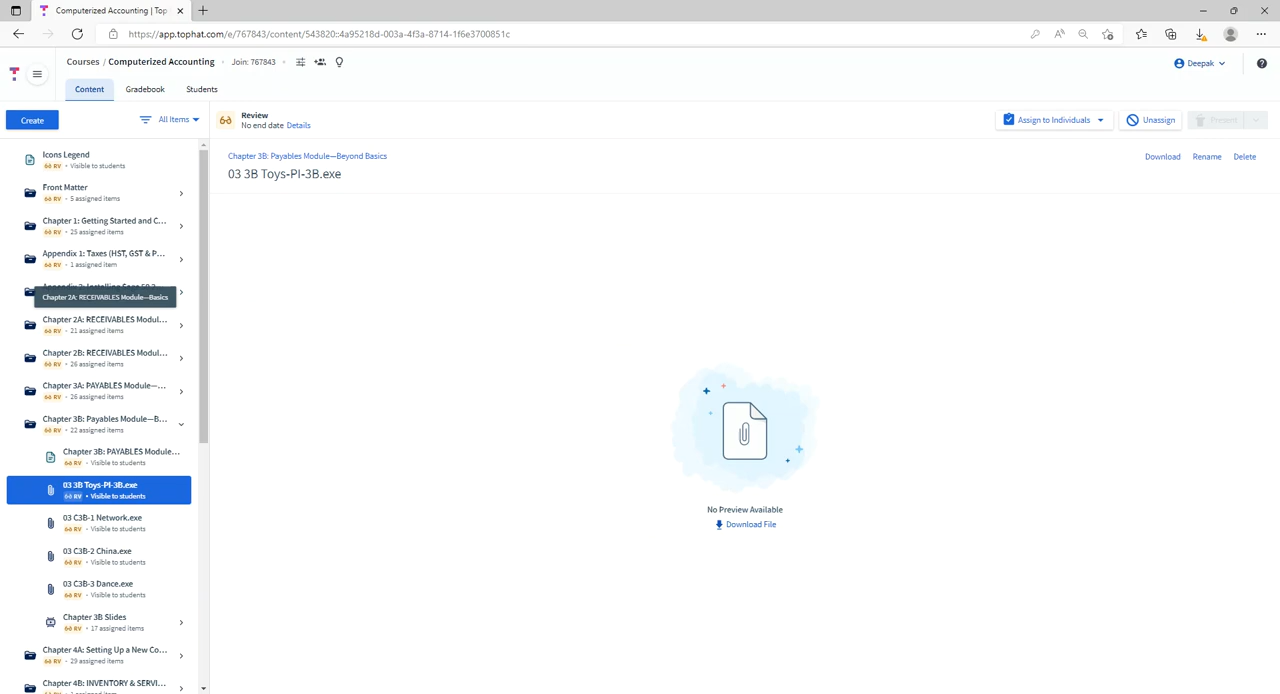 Computerized Accounting | Top
https://app.tophat.com/e/767843/content/543820::4a95218d-003a-4f3a-8714-1f6e3700851c
Courses / Computerized Accounting · Join: 767843 ·
Deepak
Content Gradebook Students
Create
All Items
Review
No end date Details
Assign to Individuals
Unassign
Present
Icons Legend
RV • Visible to students
Front Matter
RV • 5 assigned items
Chapter 1: Getting Started and C...
RV • 25 assigned items
Appendix 1: Taxes (HST, GST & P...
RV • 1 assigned item
Chapter 2A: RECEIVABLES Module—Basics
Chapter 2A: RECEIVABLES Modul...
RV • 21 assigned items
Chapter 2B: RECEIVABLES Modul...
RV • 26 assigned items
Chapter 3A: PAYABLES Module—...
RV • 26 assigned items
Chapter 3B: Payables Module—B...
RV • 22 assigned items
Chapter 3B: PAYABLES Module...
RV • Visible to students
03 3B Toys-PI-3B.exe
RV • Visible to students
03 C3B-1 Network.exe
RV • Visible to students
03 C3B-2 China.exe
RV • Visible to students
03 C3B-3 Dance.exe
RV • Visible to students
Chapter 3B Slides
RV • 17 assigned items
Chapter 4A: Setting Up a New Co...
RV • 29 assigned items
Chapter 4B: INVENTORY & SERVI...
Chapter 3B: Payables Module—Beyond Basics
03 3B Toys-PI-3B.exe
Download Rename Delete
No Preview Available
Download File